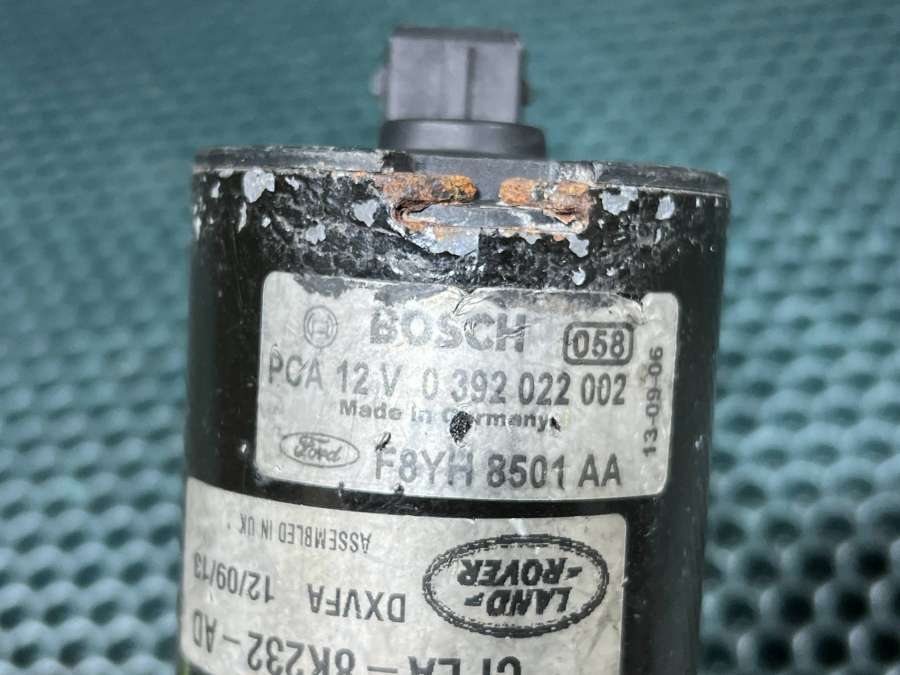 BOSCH 058
PCA 12 V 0 392 022 002
Made in Germany
Ford F8YH 8501 AA
13-09-06
LAND-
-ROVER
ASSEMBLED IN UK
DXVFA 12/09/13
8K232-AD